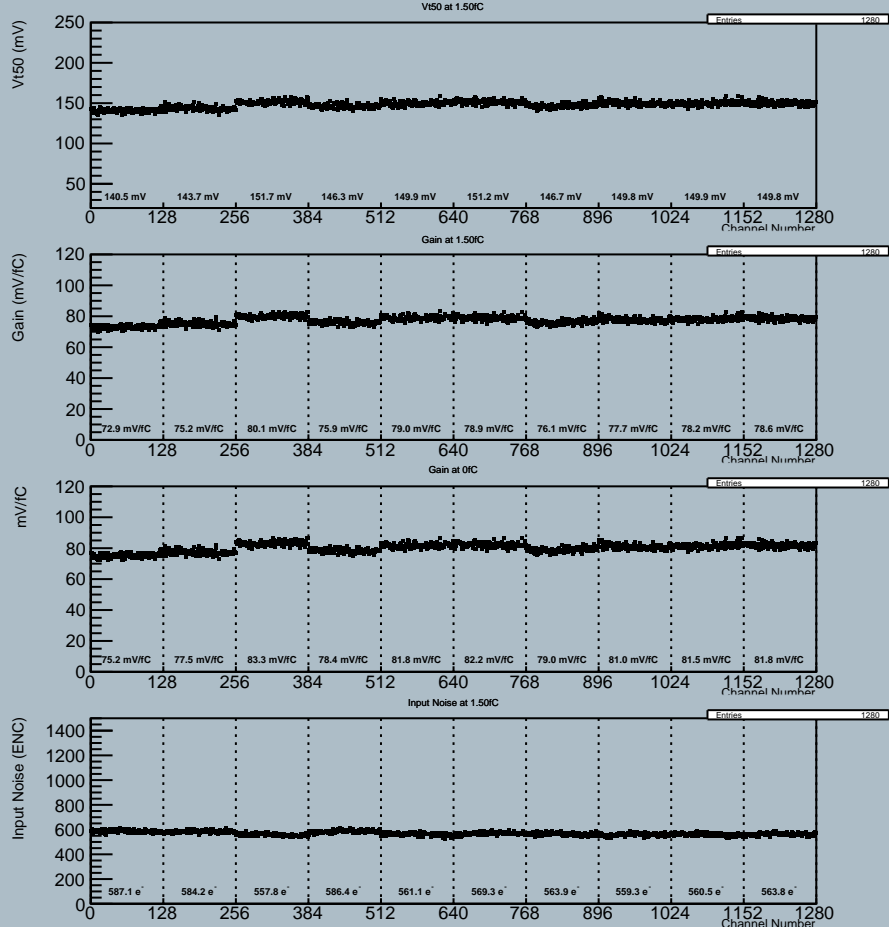 Vt50 at 1.50fC
Entries 1280
Vt50 (mV)
250
200
150
100
50
140.5 mV 143.7 mV 151.7 mV 146.3 mV 149.9 mV 151.2 mV 146.7 mV 149.8 mV 149.9 mV 149.8 mV
0 128 256 384 512 640 768 896 1024 1152 1280
Channel Number
Gain at 1.50fC
Entries 1280
Gain (mV/fC)
120
100
80
60
40
20
0
72.9 mV/fC 75.2 mV/fC 80.1 mV/fC 75.9 mV/fC 79.0 mV/fC 78.9 mV/fC 76.1 mV/fC 77.7 mV/fC 78.2 mV/fC 78.6 mV/fC
0 128 256 384 512 640 768 896 1024 1152 1280
Channel Number
Gain at 0fC
Entries 1280
mV/fC
120
100
80
60
40
20
0
75.2 mV/fC 77.5 mV/fC 83.3 mV/fC 78.4 mV/fC 81.8 mV/fC 82.2 mV/fC 79.0 mV/fC 81.0 mV/fC 81.5 mV/fC 81.8 mV/fC
0 128 256 384 512 640 768 896 1024 1152 1280
Channel Number
Input Noise at 1.50fC
Entries 1280
Input Noise (ENC)
1400
1200
1000
800
600
400
200
0
587.1 e⁻ 584.2 e⁻ 557.8 e⁻ 586.4 e⁻ 561.1 e⁻ 569.3 e⁻ 563.9 e⁻ 559.3 e⁻ 560.5 e⁻ 563.8 e⁻
0 128 256 384 512 640 768 896 1024 1152 1280
Channel Number